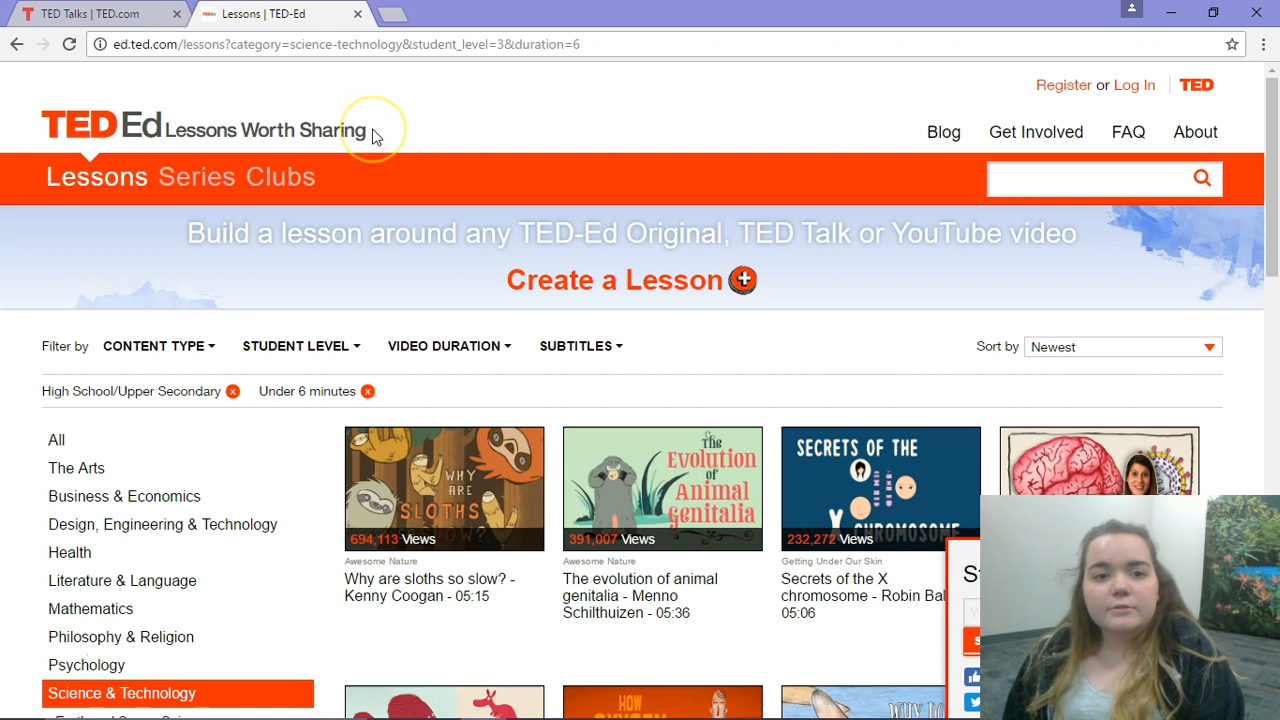 TED Talks | TED.com
Lessons | TED-Ed
ed.ted.com/lessons?category=science-technology&student_level=3&duration=6
Register or Log In TED
TED Ed Lessons Worth Sharing
Blog Get Involved FAQ About
Lessons Series Clubs
Build a lesson around any TED-Ed Original, TED Talk or YouTube video
Create a Lesson
Filter by CONTENT TYPE STUDENT LEVEL VIDEO DURATION SUBTITLES
Sort by Newest
High School/Upper Secondary x Under 6 minutes x
All
The Arts
Business & Economics
Design, Engineering & Technology
Health
Literature & Language
Mathematics
Philosophy & Religion
Psychology
Science & Technology
WHY ARE SLOTHS SLOW?
694,113 Views
Awesome Nature
Why are sloths so slow? -
Kenny Coogan - 05:15
The Evolution of Animal genitalia
391,007 Views
Awesome Nature
The evolution of animal
genitalia - Menno
Schilthuizen - 05:36
SECRETS OF THE
X CHROMOSOME
232,272 Views
Getting Under Our Skin
Secrets of the X
chromosome - Robin
05:06
HOW
WHY